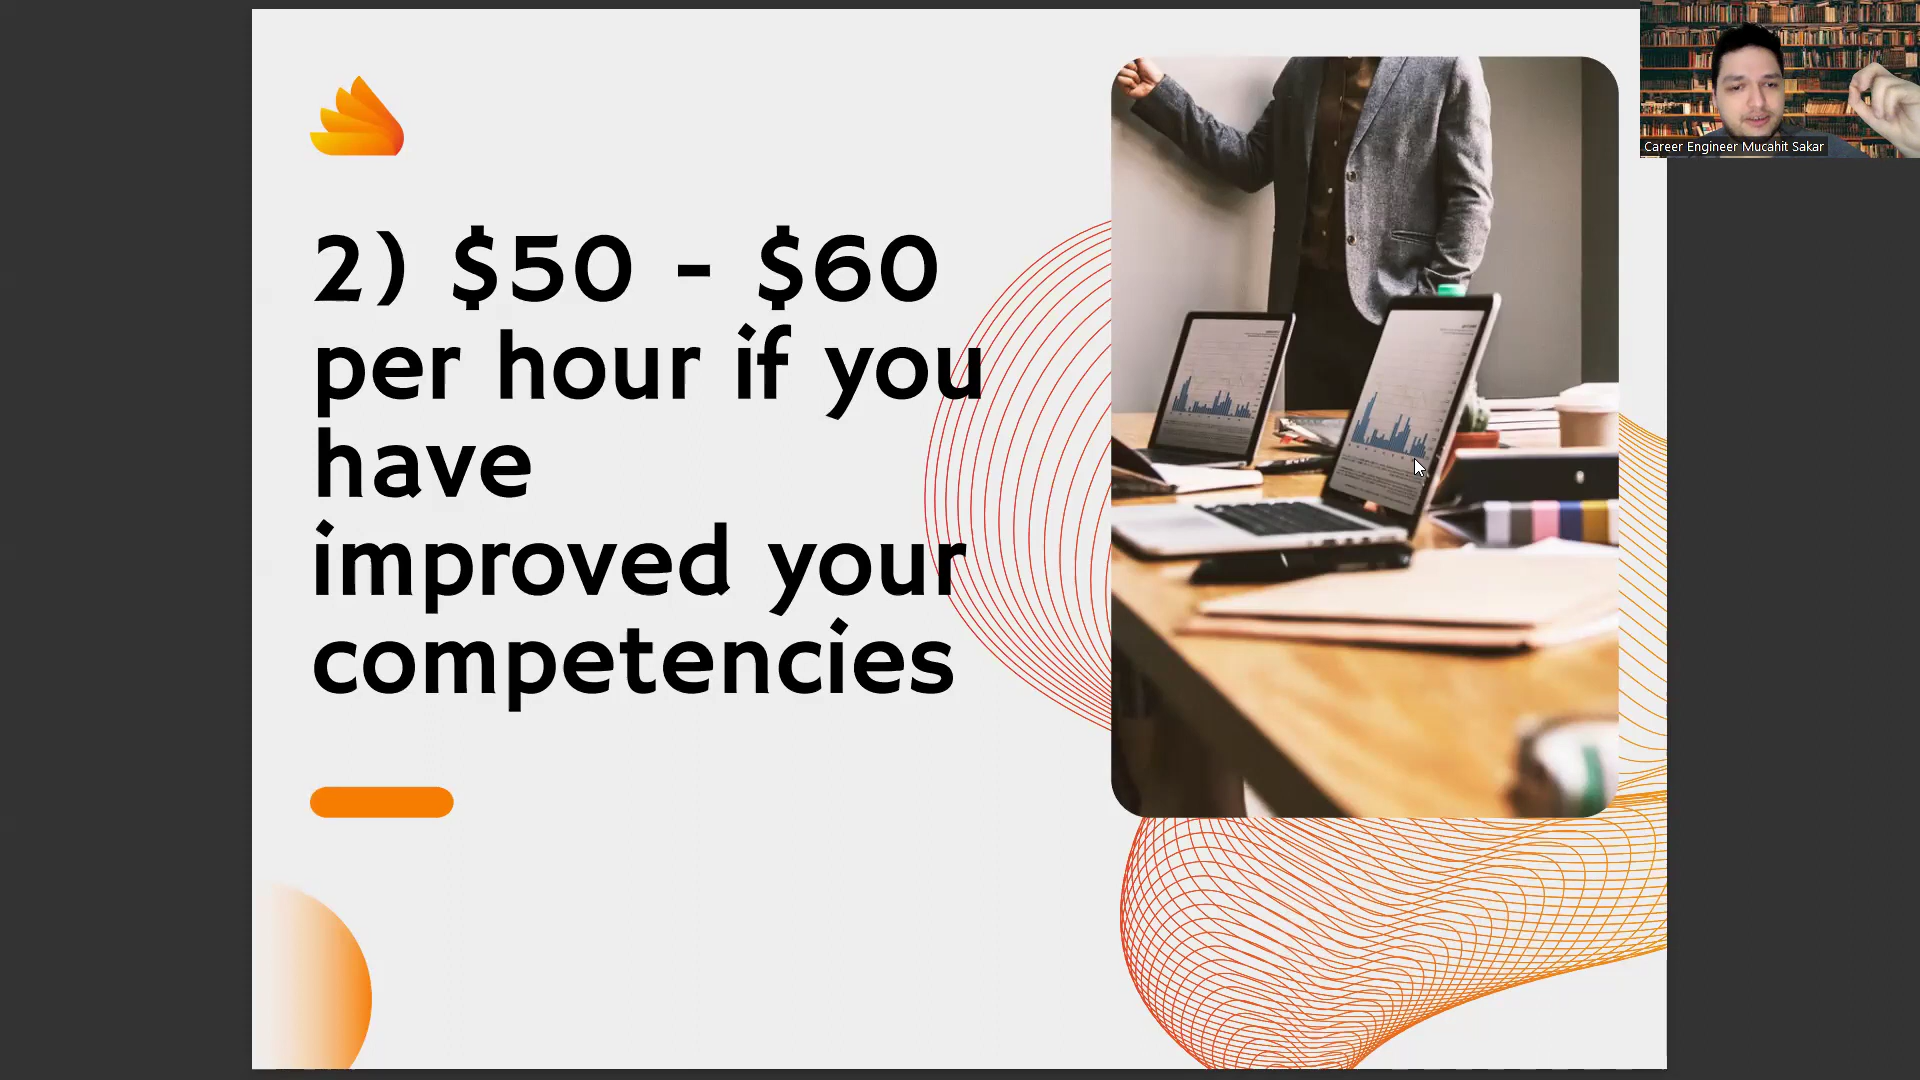 2) $50 - $60
per hour if you
have
improved your
competencies
Career Engineer Mucahit Sakar